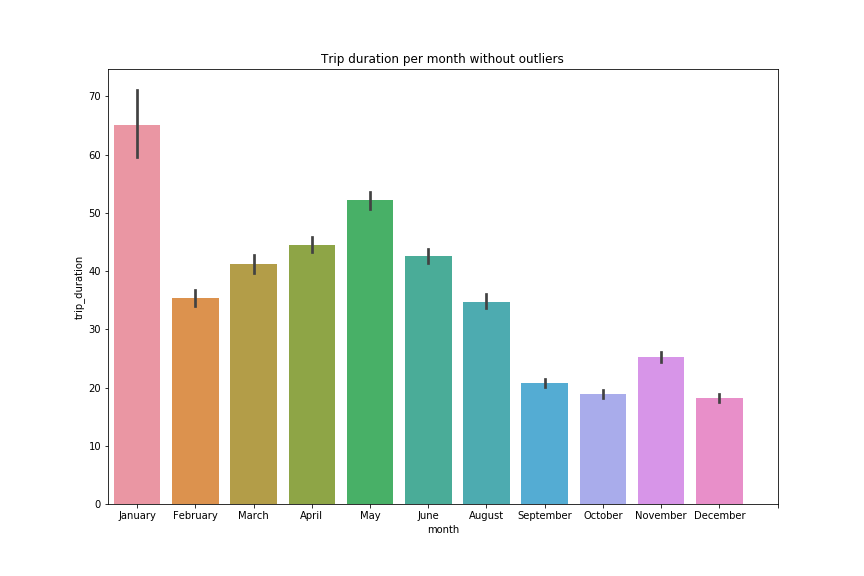 Trip duration per month without outliers
trip_duration
70
60
50
40
30
20
10
0
January February March April May June August September October November December
month